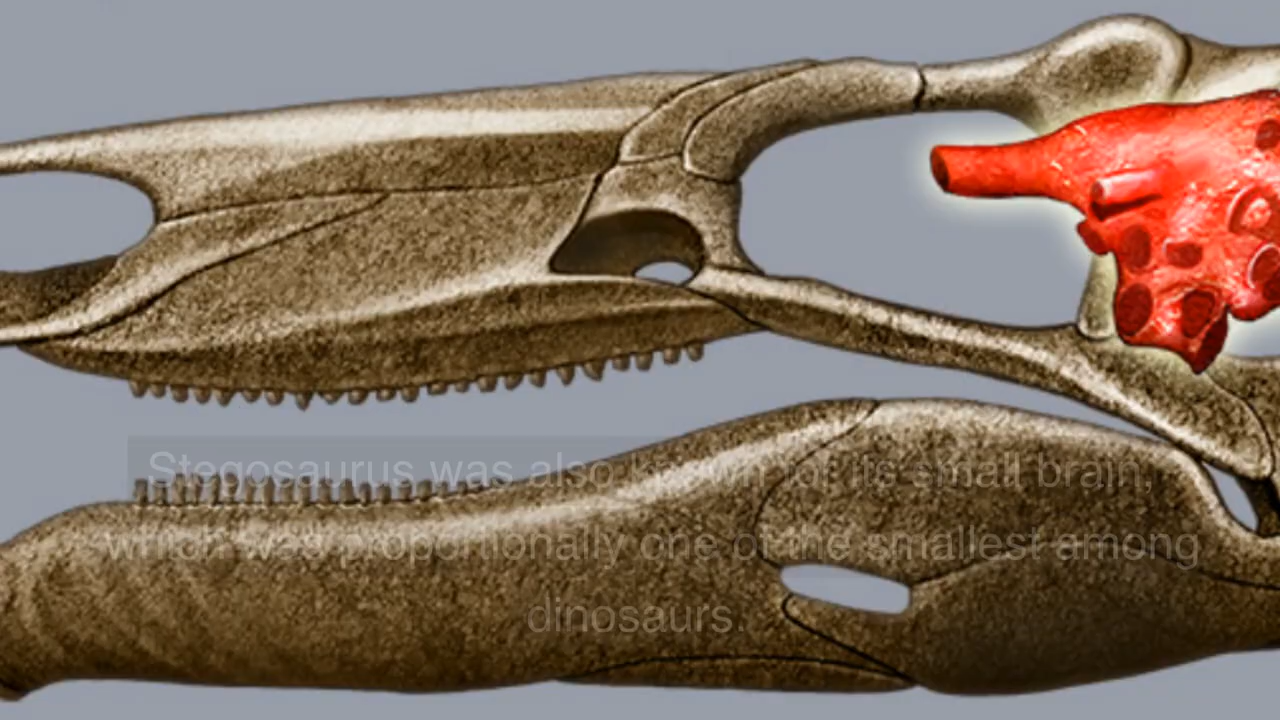 Stegosaurus was also known for its small brain,
which was proportionally one of the smallest among
dinosaurs.